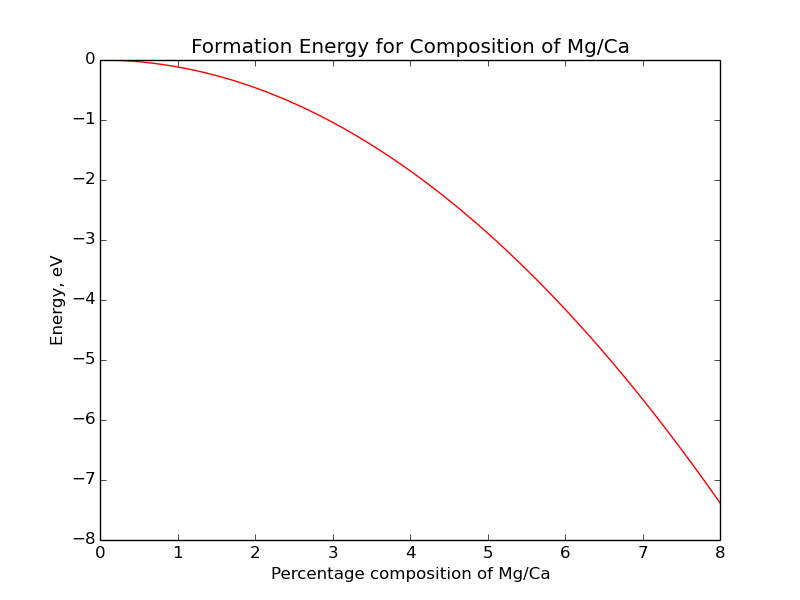 Formation Energy for Composition of Mg/Ca
0
−1
−2
−3
−4
−5
−6
−7
−8
Energy, eV
0 1 2 3 4 5 6 7 8
Percentage composition of Mg/Ca